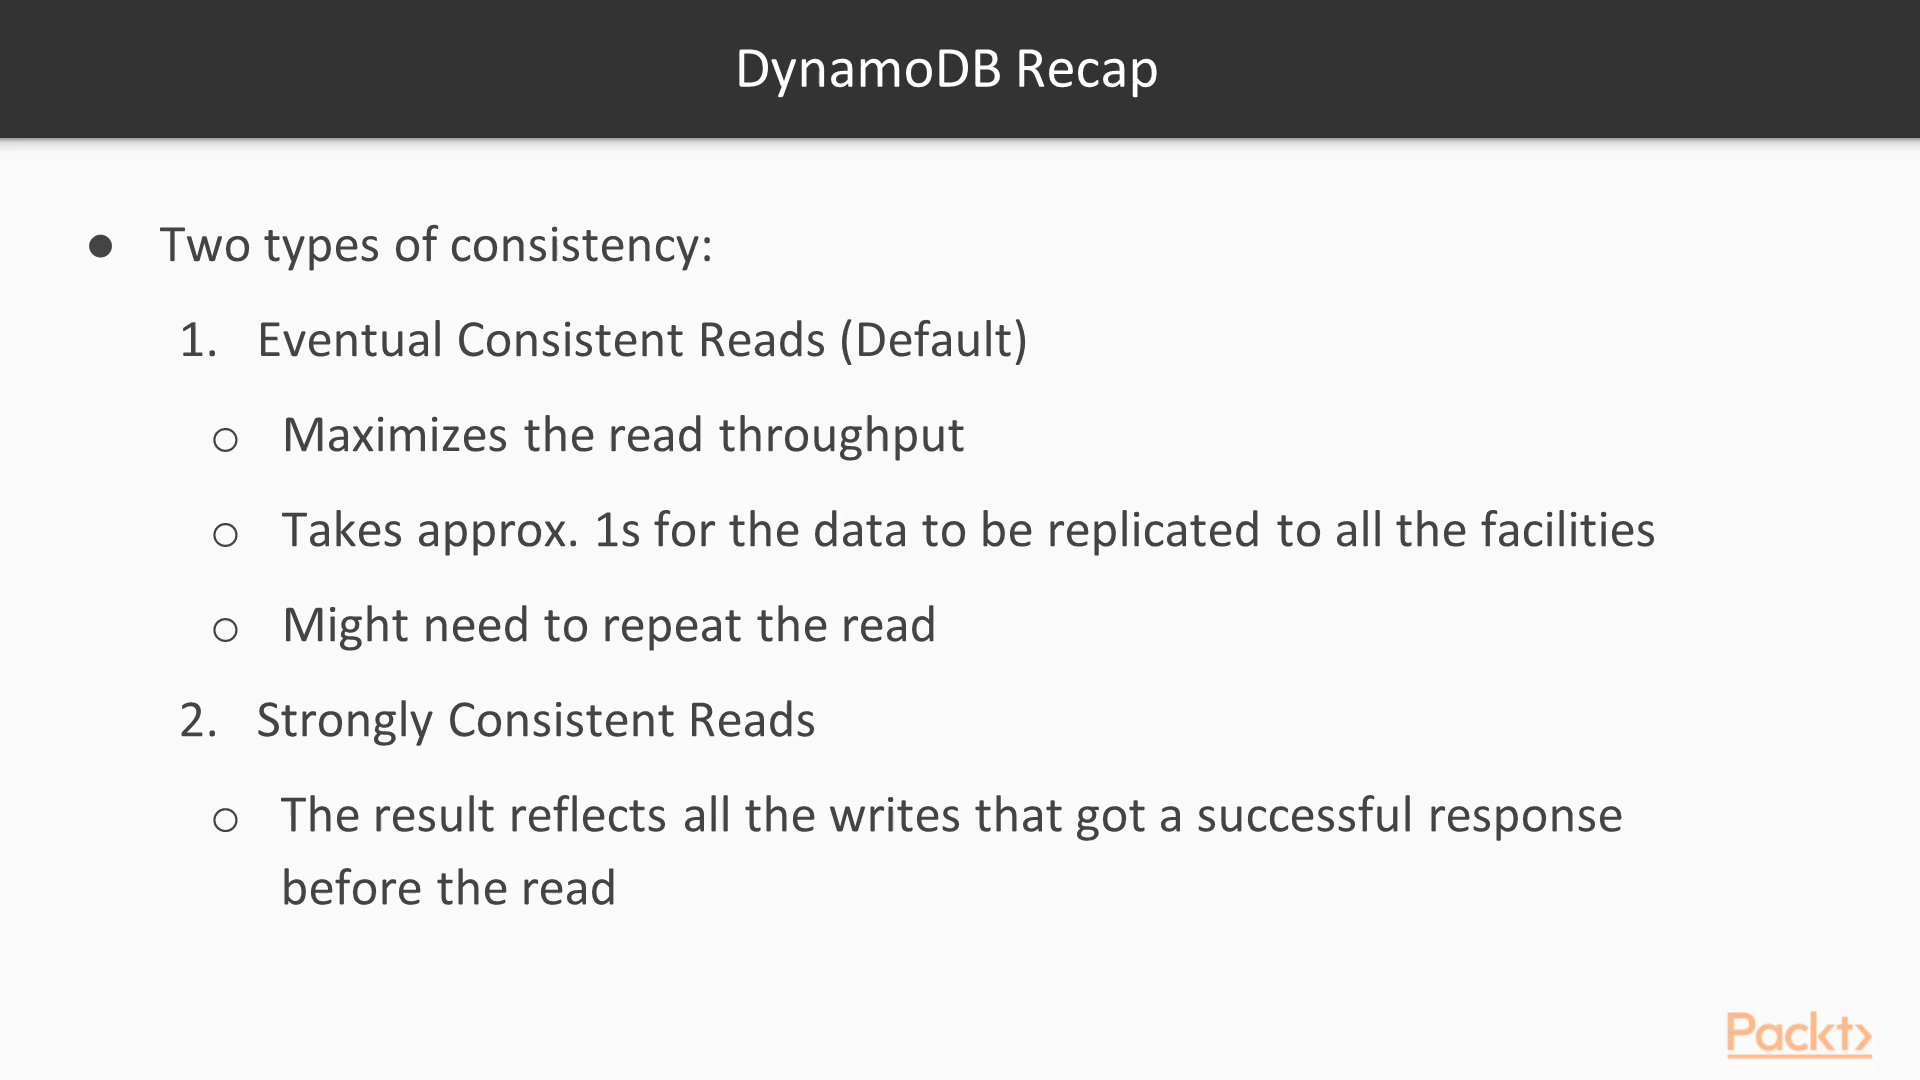 DynamoDB Recap
● Two types of consistency:
1. Eventual Consistent Reads (Default)
○ Maximizes the read throughput
○ Takes approx. 1s for the data to be replicated to all the facilities
○ Might need to repeat the read
2. Strongly Consistent Reads
○ The result reflects all the writes that got a successful response
before the read
Packt>